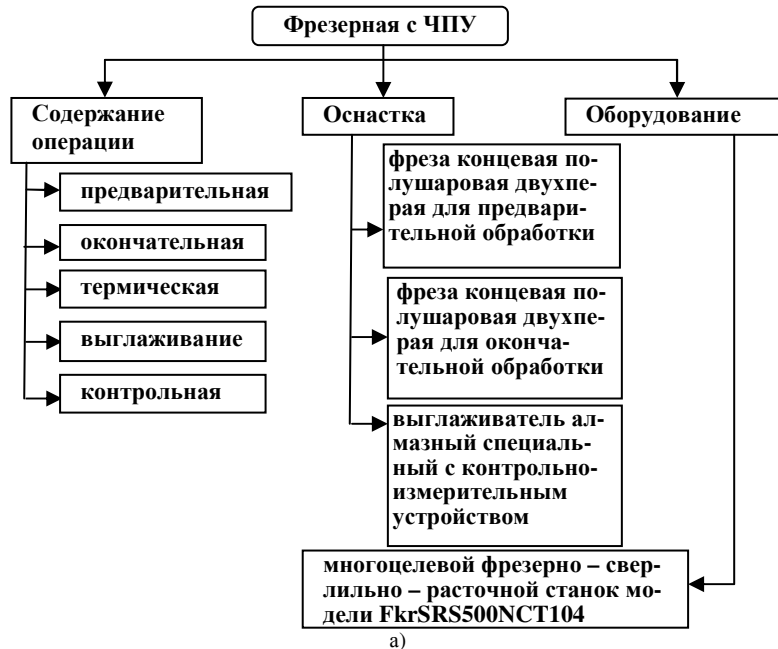 Фрезерная с ЧПУ
Содержание
операции
предварительная
окончательная
термическая
выглаживание
контрольная
Оснастка
фреза концевая по-
лушаровая двухпе-
рая для предвари-
тельной обработки
фреза концевая по-
лушаровая двухпе-
рая для оконча-
тельной обработки
выглаживатель ал-
мазный специаль-
ный с контрольно-
измерительным
устройством
Оборудование
многоцелевой фрезерно – свер-
лильно – расточной станок мо-
дели FkrSRS500NCT104
а)